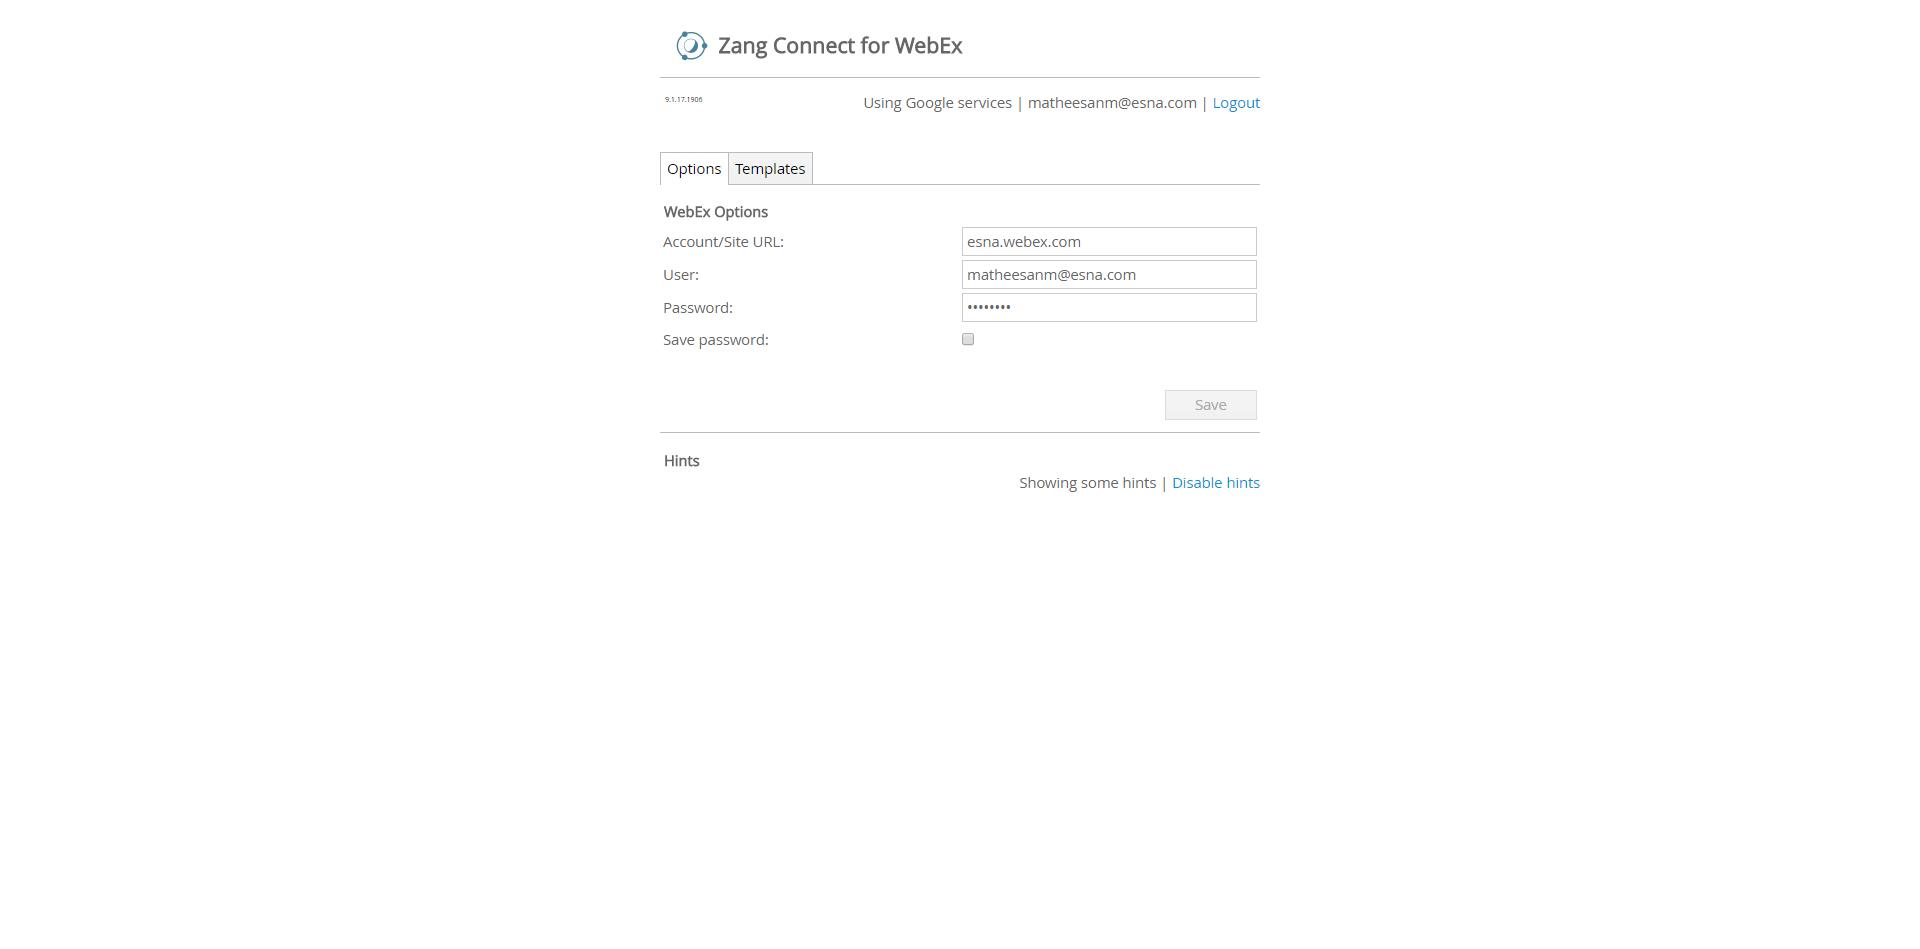 Zang Connect for WebEx
9.1.17.1906
Using Google services | matheesanm@esna.com | Logout
Options Templates
WebEx Options
Account/Site URL: esna.webex.com
User: matheesanm@esna.com
Password: ••••••••
Save password:
Save
Hints
Showing some hints | Disable hints